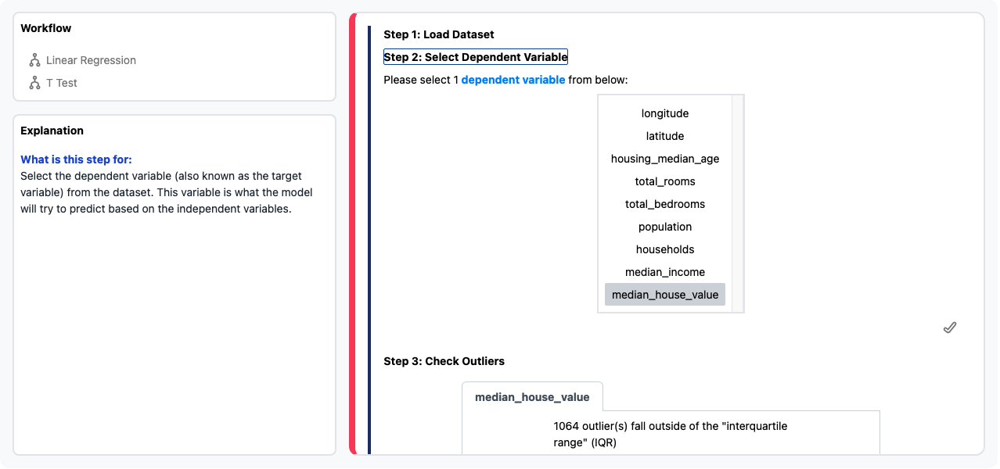 Workflow
Linear Regression
T Test
Explanation
What is this step for:
Select the dependent variable (also known as the target
variable) from the dataset. This variable is what the model
will try to predict based on the independent variables.
Step 1: Load Dataset
Step 2: Select Dependent Variable
Please select 1 dependent variable from below:
longitude
latitude
housing_median_age
total_rooms
total_bedrooms
population
households
median_income
median_house_value
Step 3: Check Outliers
median_house_value
1064 outlier(s) fall outside of the "interquartile
range" (IQR)